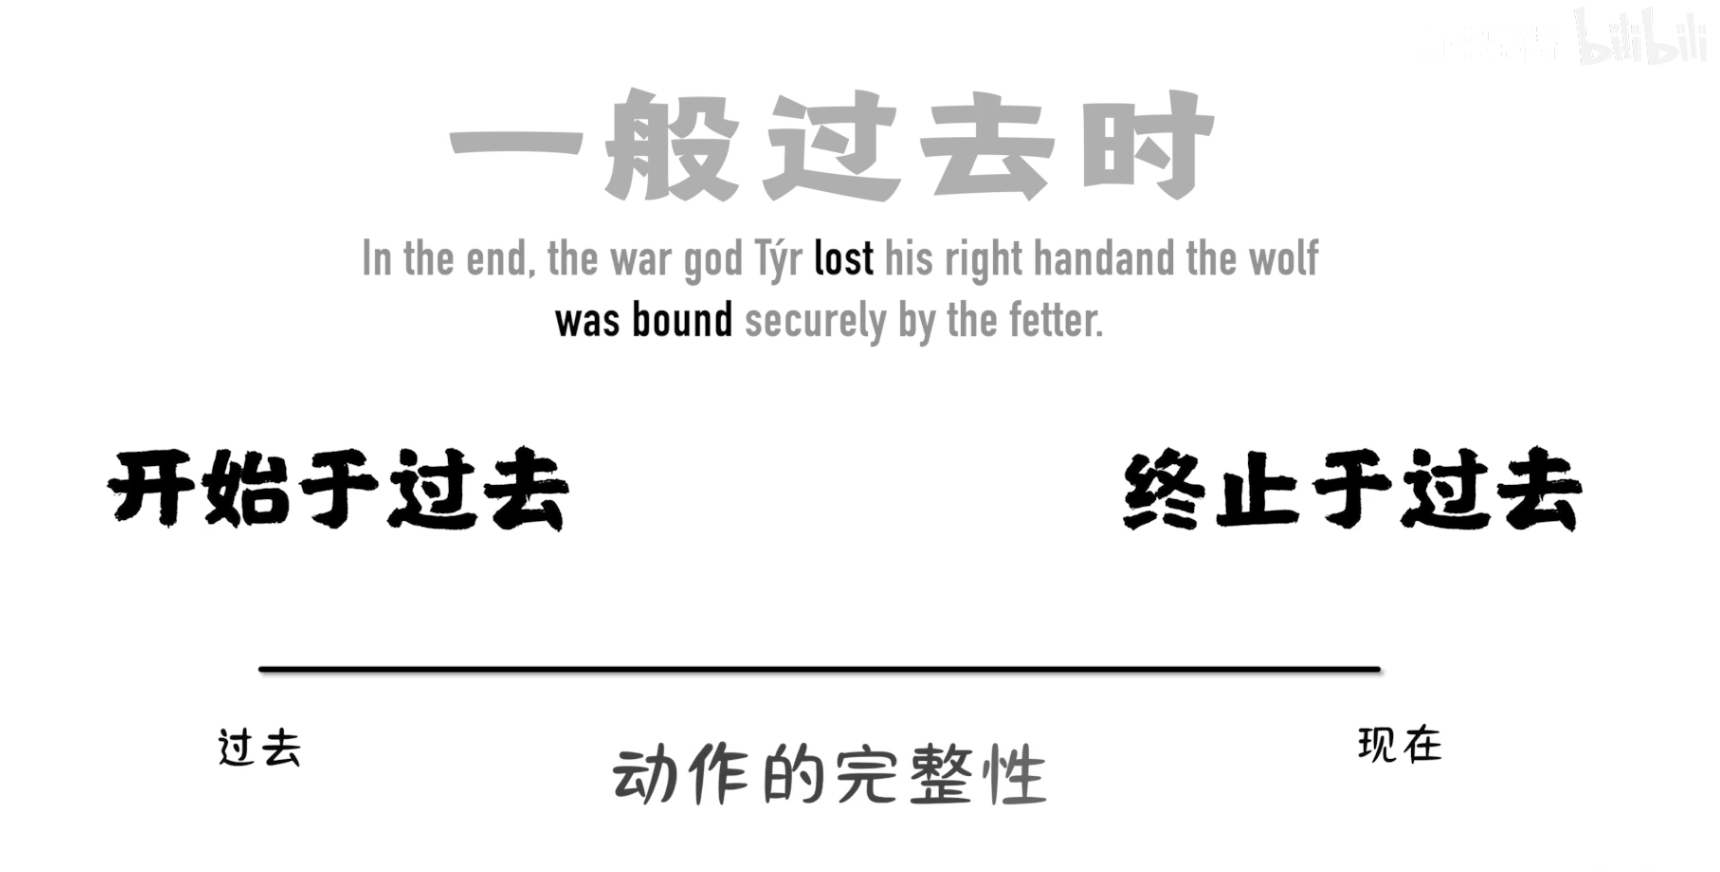 bilibili
一般过去时
In the end, the war god Týr lost his right handand the wolf
was bound securely by the fetter.
开始于过去
终止于过去
过去
现在
动作的完整性